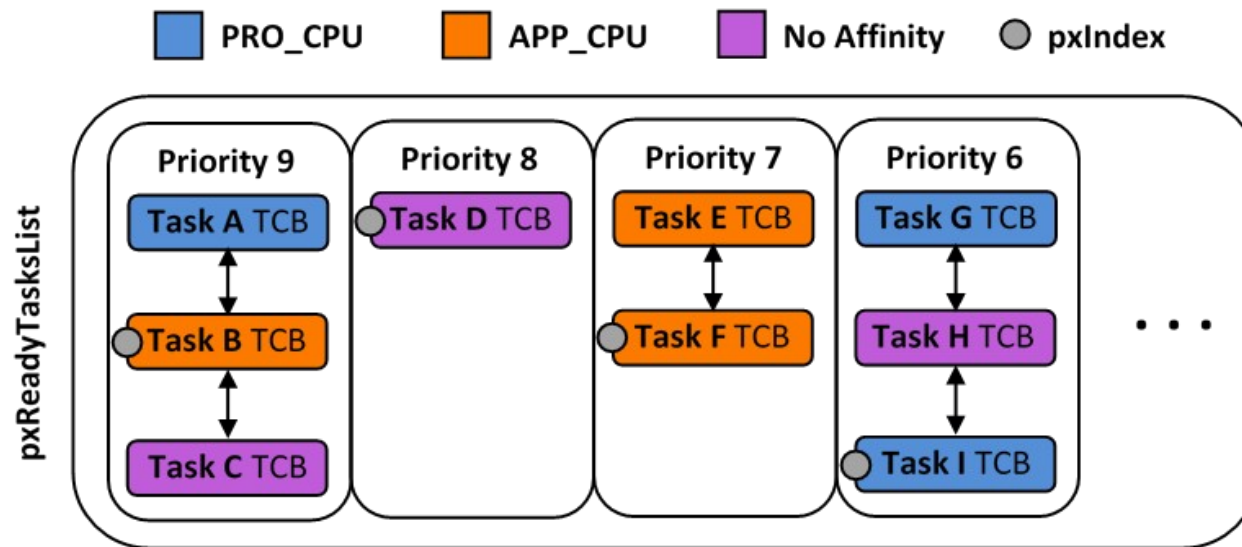 PRO_CPU APP_CPU No Affinity pxIndex
pxReadyTasksList
Priority 9 Priority 8 Priority 7 Priority 6
Task A TCB Task D TCB Task E TCB Task G TCB
Task B TCB Task F TCB Task H TCB
Task C TCB Task I TCB
. . .